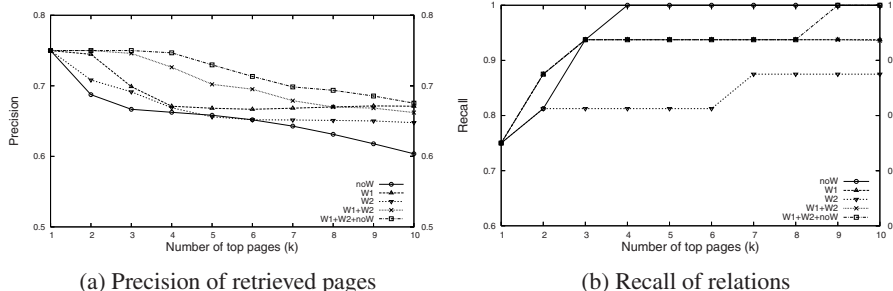 0.8
0.7
0.6
0.5
Precision
0.8
0.7
0.6
0.5
noW
W1
W2
W1+W2
W1+W2+noW
1 2 3 4 5 6 7 8 9 10
Number of top pages (k)
(a) Precision of retrieved pages
1
0.9
0.8
0.7
0.6
Recall
1
0
0
0
0
noW
W1
W2
W1+W2
W1+W2+noW
1 2 3 4 5 6 7 8 9 10
Number of top pages (k)
(b) Recall of relations